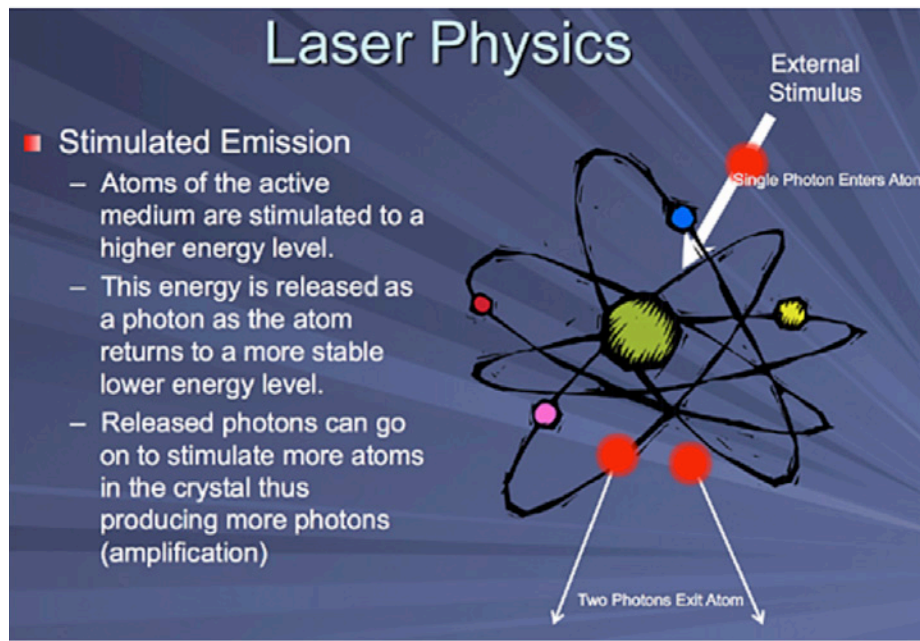 Laser Physics
External
Stimulus
Stimulated Emission
– Atoms of the active
medium are stimulated to a
higher energy level.
– This energy is released as
a photon as the atom
returns to a more stable
lower energy level.
– Released photons can go
on to stimulate more atoms
in the crystal thus
producing more photons
(amplification)
Single Photon Enters Atom
Two Photons Exit Atom